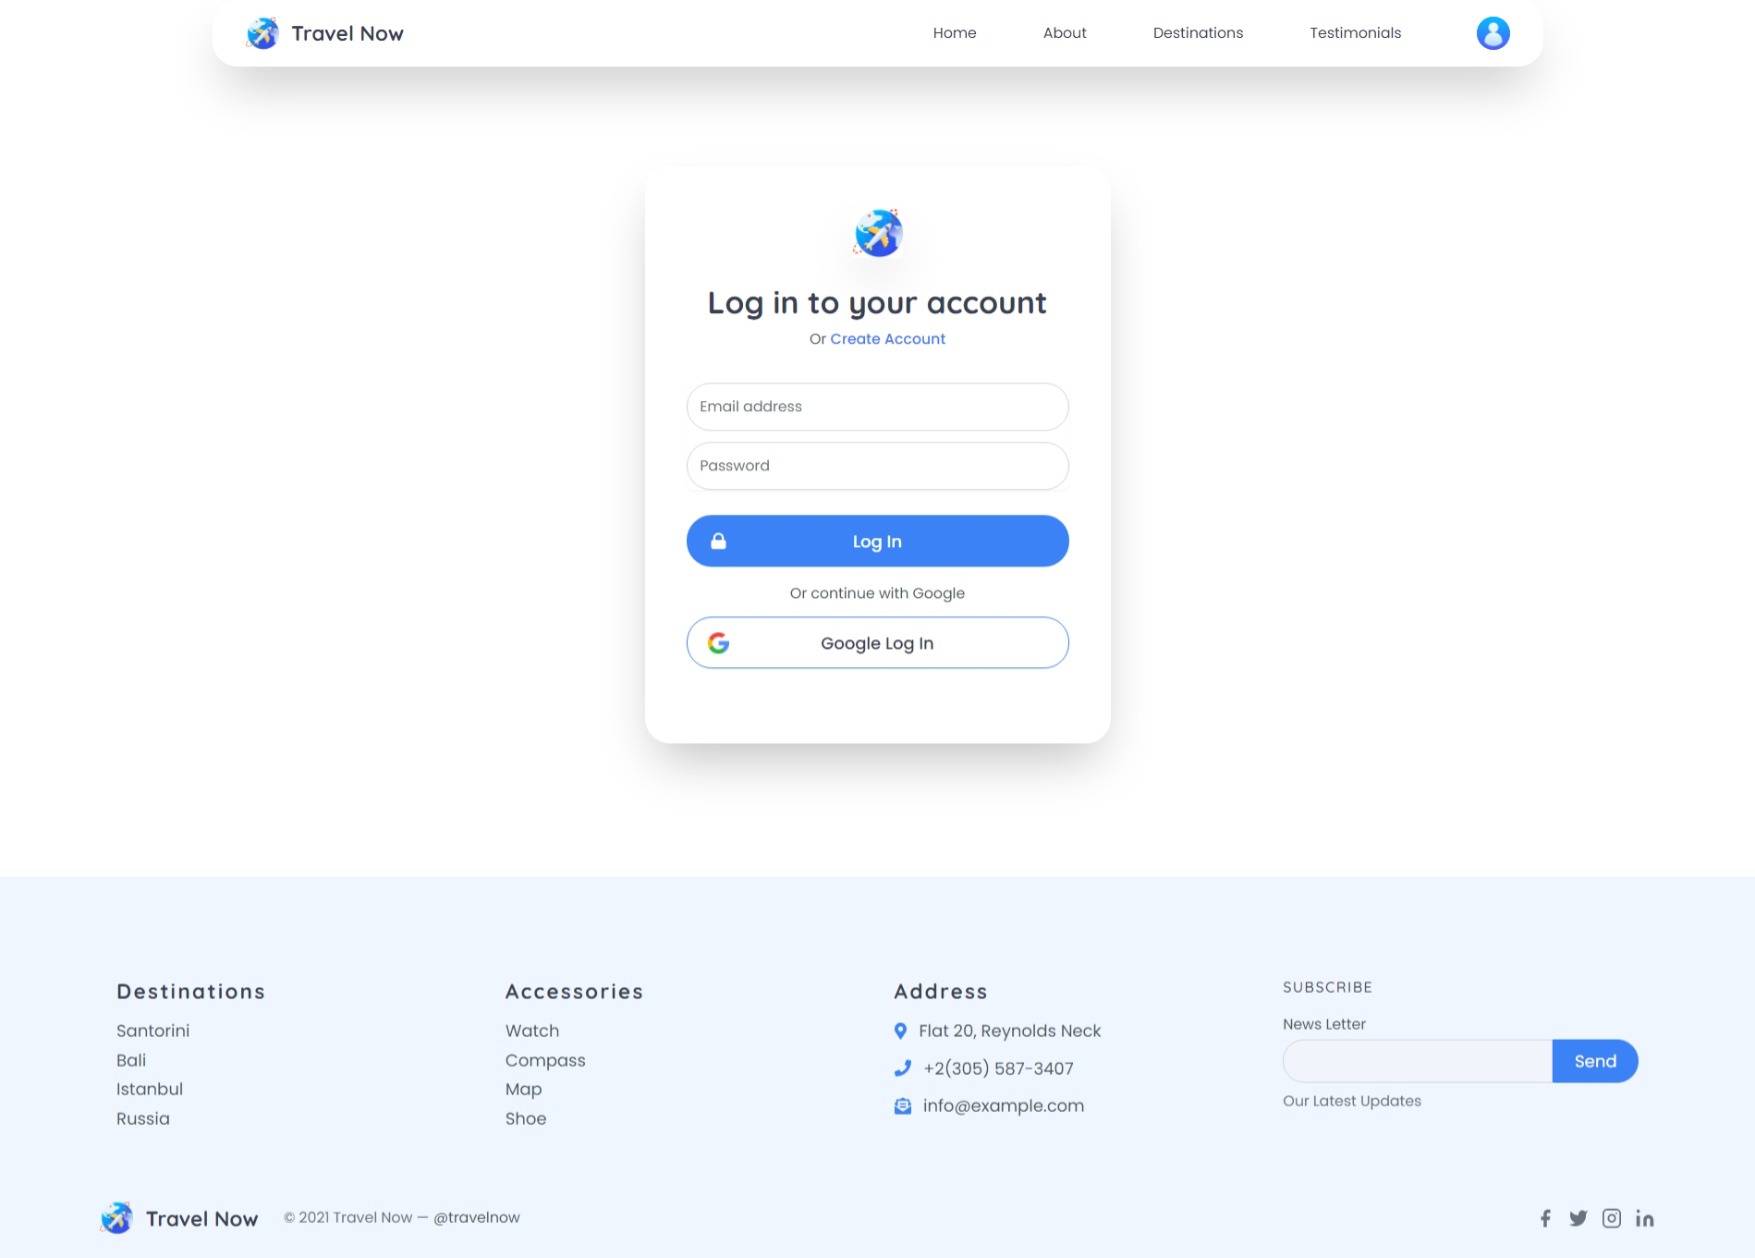 Travel Now
Home
About
Destinations
Testimonials
Log in to your account
Or Create Account
Email address
Password
Log In
Or continue with Google
Google Log In
Destinations
Santorini
Bali
Istanbul
Russia
Accessories
Watch
Compass
Map
Shoe
Address
Flat 20, Reynolds Neck
+2(305) 587-3407
info@example.com
SUBSCRIBE
News Letter
Send
Our Latest Updates
Travel Now
© 2021 Travel Now — @travelnow